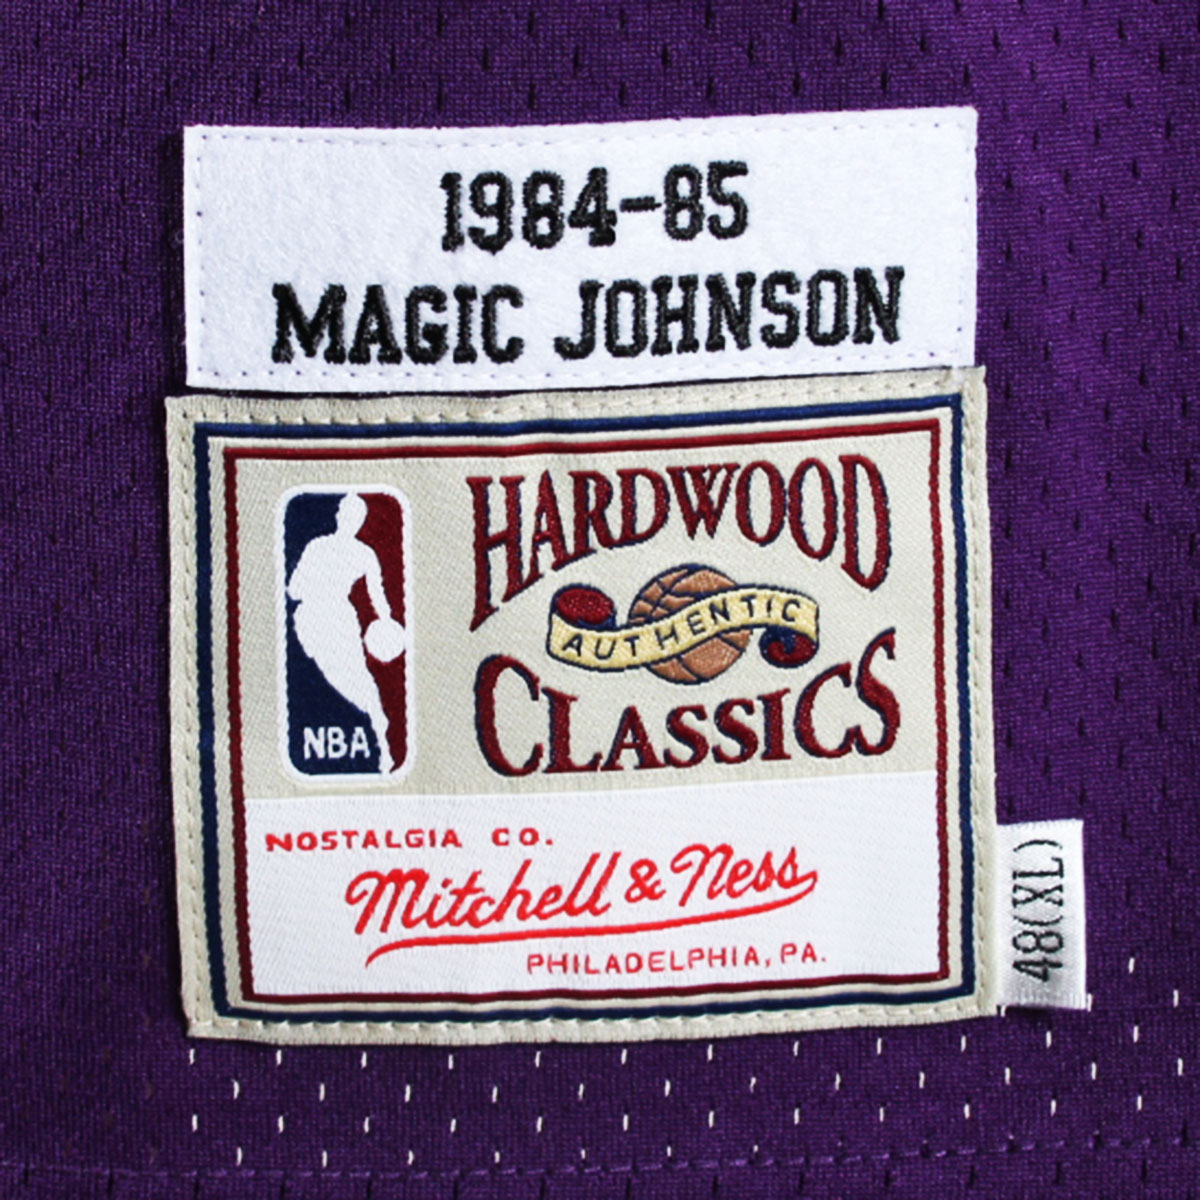 1984-85
MAGIC JOHNSON
HARDWOOD
AUTHENTIC
CLASSICS
NBA
NOSTALGIA CO.
Mitchell & Ness
PHILADELPHIA, PA.
48(XL)